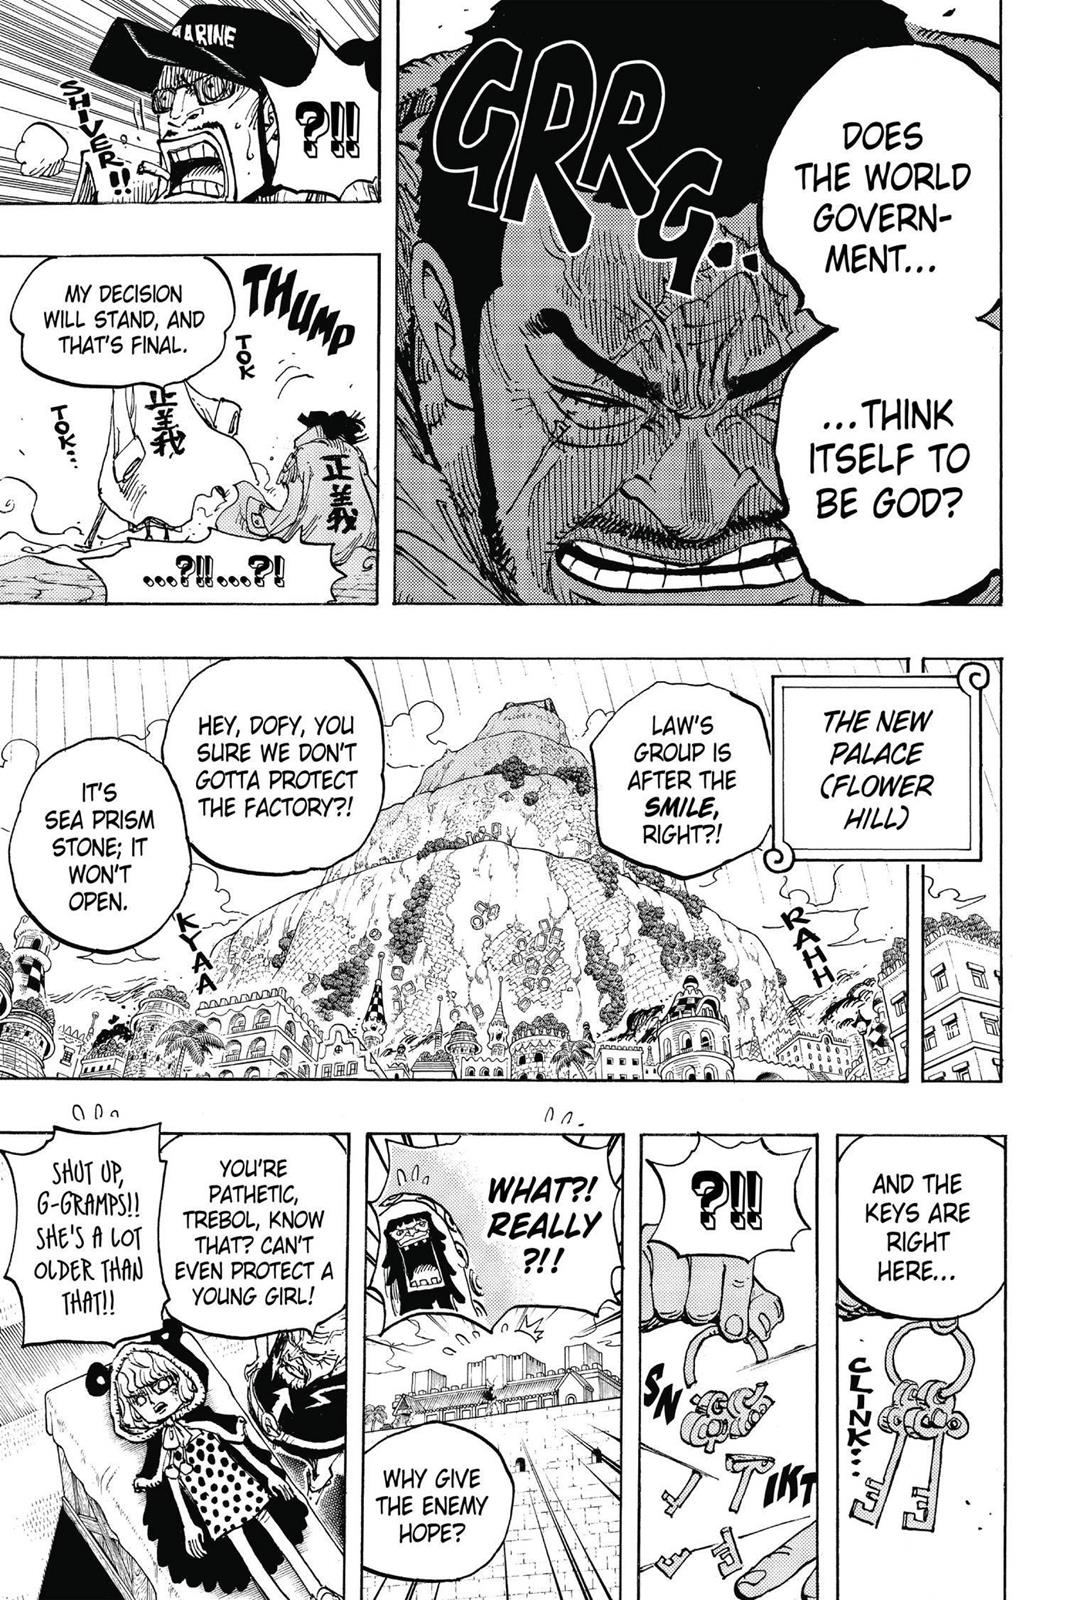 DOES
THE WORLD
GOVERN-
MENT...
...THINK
ITSELF TO
BE GOD?
GRRG..
MARINE
SHIVER!!
?!!
MY DECISION
WILL STAND, AND
THAT'S FINAL.
THUMP
TOK
TOK...
正義
正義
...?!!...?!
THE NEW
PALACE
(FLOWER
HILL)
LAW'S
GROUP IS
AFTER THE
SMILE,
RIGHT?!
HEY, DOFY, YOU
SURE WE DON'T
GOTTA PROTECT
THE FACTORY?!
IT'S
SEA PRISM
STONE; IT
WON'T
OPEN.
RAHH
KYAA
AND THE
KEYS ARE
RIGHT
HERE...
CLINK...
?!!
SNIKT
WHAT?!
REALLY
?!!
WHY GIVE
THE ENEMY
HOPE?
YOU'RE
PATHETIC,
TREBOL, KNOW
THAT? CAN'T
EVEN PROTECT A
YOUNG GIRL!
SHUT UP,
G-GRAMPS!!
SHE'S A LOT
OLDER THAN
THAT!!